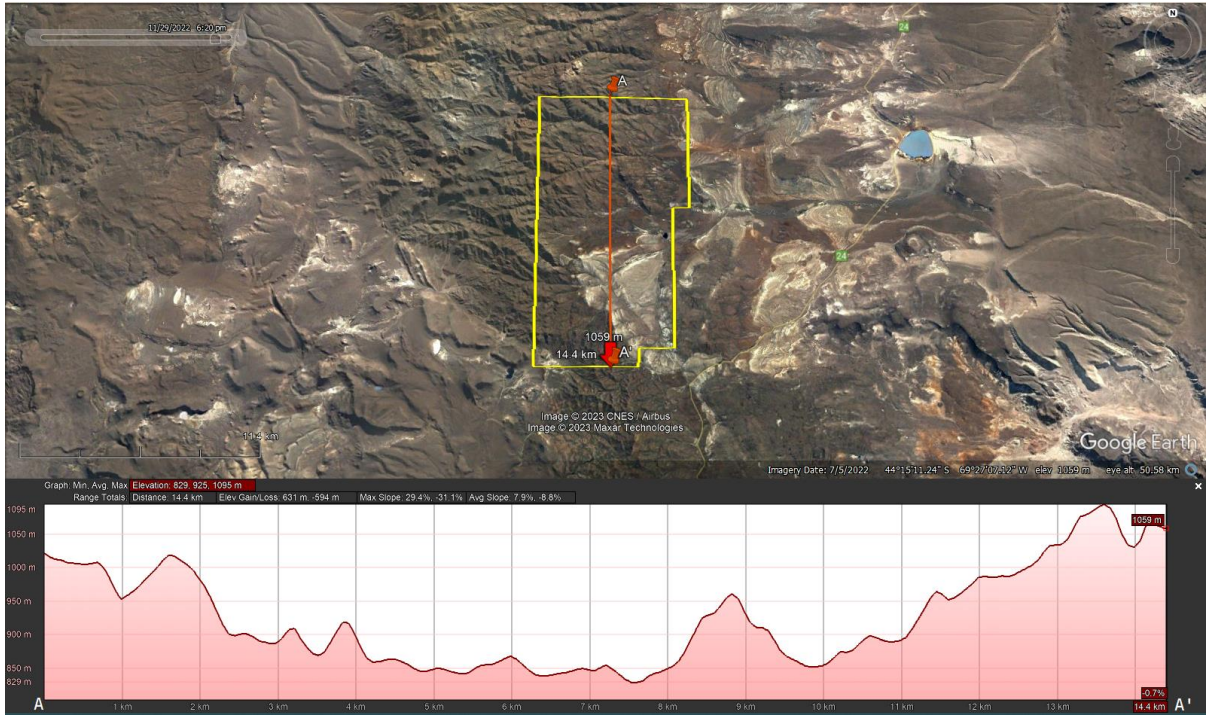 11/29/2022 6:20 pm
N
24
A
24
1059 m
14.4 km A'
Image © 2023 CNES / Airbus
Image © 2023 Maxar Technologies
11.4 km
Google Earth
Imagery Date: 7/5/2022 44°15'11.24" S 69°27'07.12" W elev 1059 m eye alt 50.58 km
Graph: Min, Avg, Max Elevation: 829, 925, 1095 m
Range Totals: Distance: 14.4 km Elev Gain/Loss: 631 m, -594 m Max Slope: 29.4%, -31.1% Avg Slope: 7.9%, -8.8%
1095 m
1059 m
1050 m
1000 m
950 m
900 m
850 m
829 m
-0.7%
A 1 km 2 km 3 km 4 km 5 km 6 km 7 km 8 km 9 km 10 km 11 km 12 km 13 km 14.4 km A'